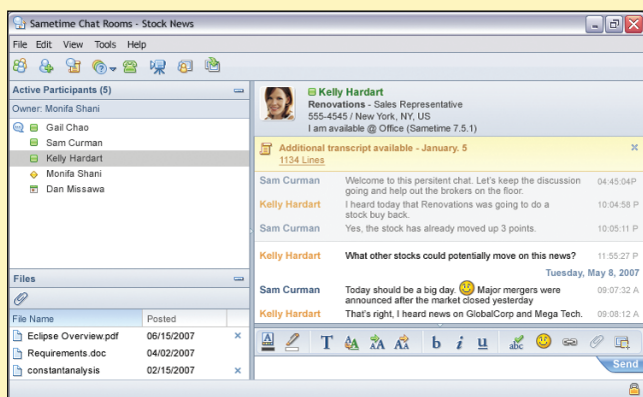 Sametime Chat Rooms - Stock News
File Edit View Tools Help
Active Participants (5)
Owner: Monifa Shani
Gail Chao
Sam Curman
Kelly Hardart
Monifa Shani
Dan Missawa
Files
File Name Posted
Eclipse Overview.pdf 06/15/2007
Requirements.doc 04/02/2007
constantanalysis 02/15/2007
Kelly Hardart
Renovations - Sales Representative
555-4545 / New York, NY, US
I am available @ Office (Sametime 7.5.1)
Additional transcript available - January. 5
1134 Lines
Sam Curman Welcome to this persitent chat. Let's keep the discussion 04:45:04P
going and help out the brokers on the floor.
Kelly Hardart I heard today that Renovations was going to do a 10:04:58 P
stock buy back.
Sam Curman Yes, the stock has already moved up 3 points. 10:05:11 P
Kelly Hardart What other stocks could potentially move on this news? 11:55:27 P
Tuesday, May 8, 2007
Sam Curman Today should be a big day. Major mergers were 09:07:32 A
announced after the market closed yesterday
Kelly Hardart That's right, I heard news on GlobalCorp and Mega Tech. 09:08:12 A
A T A A A A A b i u abc
Send